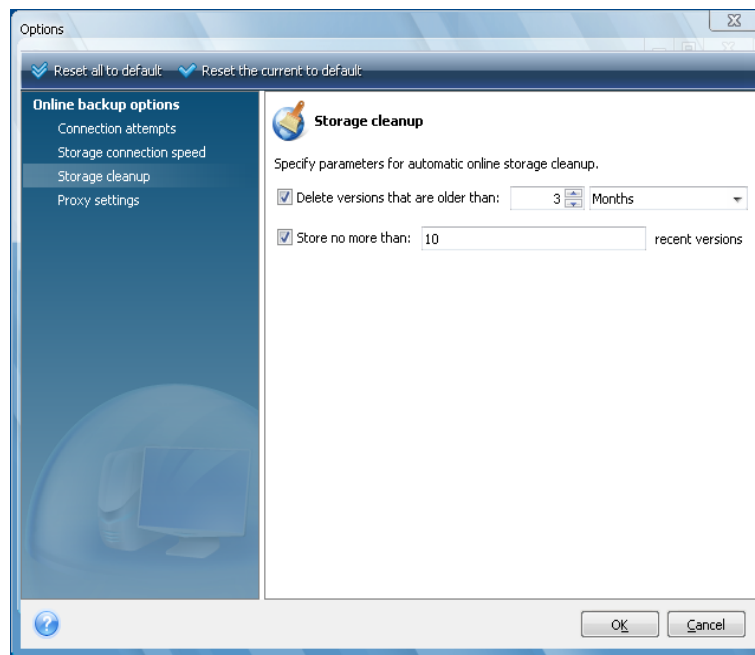 Options
Reset all to default Reset the current to default
Online backup options
Connection attempts
Storage connection speed
Storage cleanup
Proxy settings
Storage cleanup
Specify parameters for automatic online storage cleanup.
Delete versions that are older than: 3 Months
Store no more than: 10 recent versions
?
OK Cancel